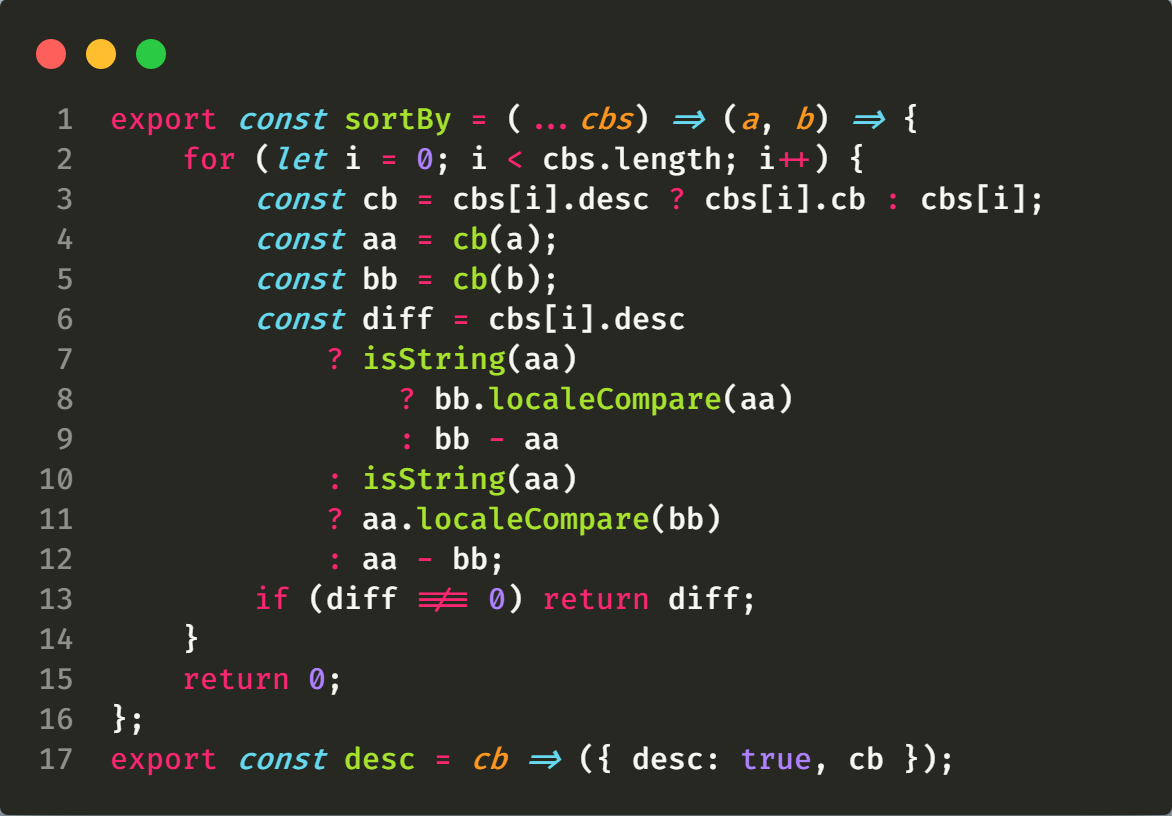 1 export const sortBy = (...cbs) => (a, b) => {
2 for (let i = 0; i < cbs.length; i++) {
3 const cb = cbs[i].desc ? cbs[i].cb : cbs[i];
4 const aa = cb(a);
5 const bb = cb(b);
6 const diff = cbs[i].desc
7 ? isString(aa)
8 ? bb.localeCompare(aa)
9 : bb - aa
10 : isString(aa)
11 ? aa.localeCompare(bb)
12 : aa - bb;
13 if (diff !== 0) return diff;
14 }
15 return 0;
16 };
17 export const desc = cb => ({ desc: true, cb });